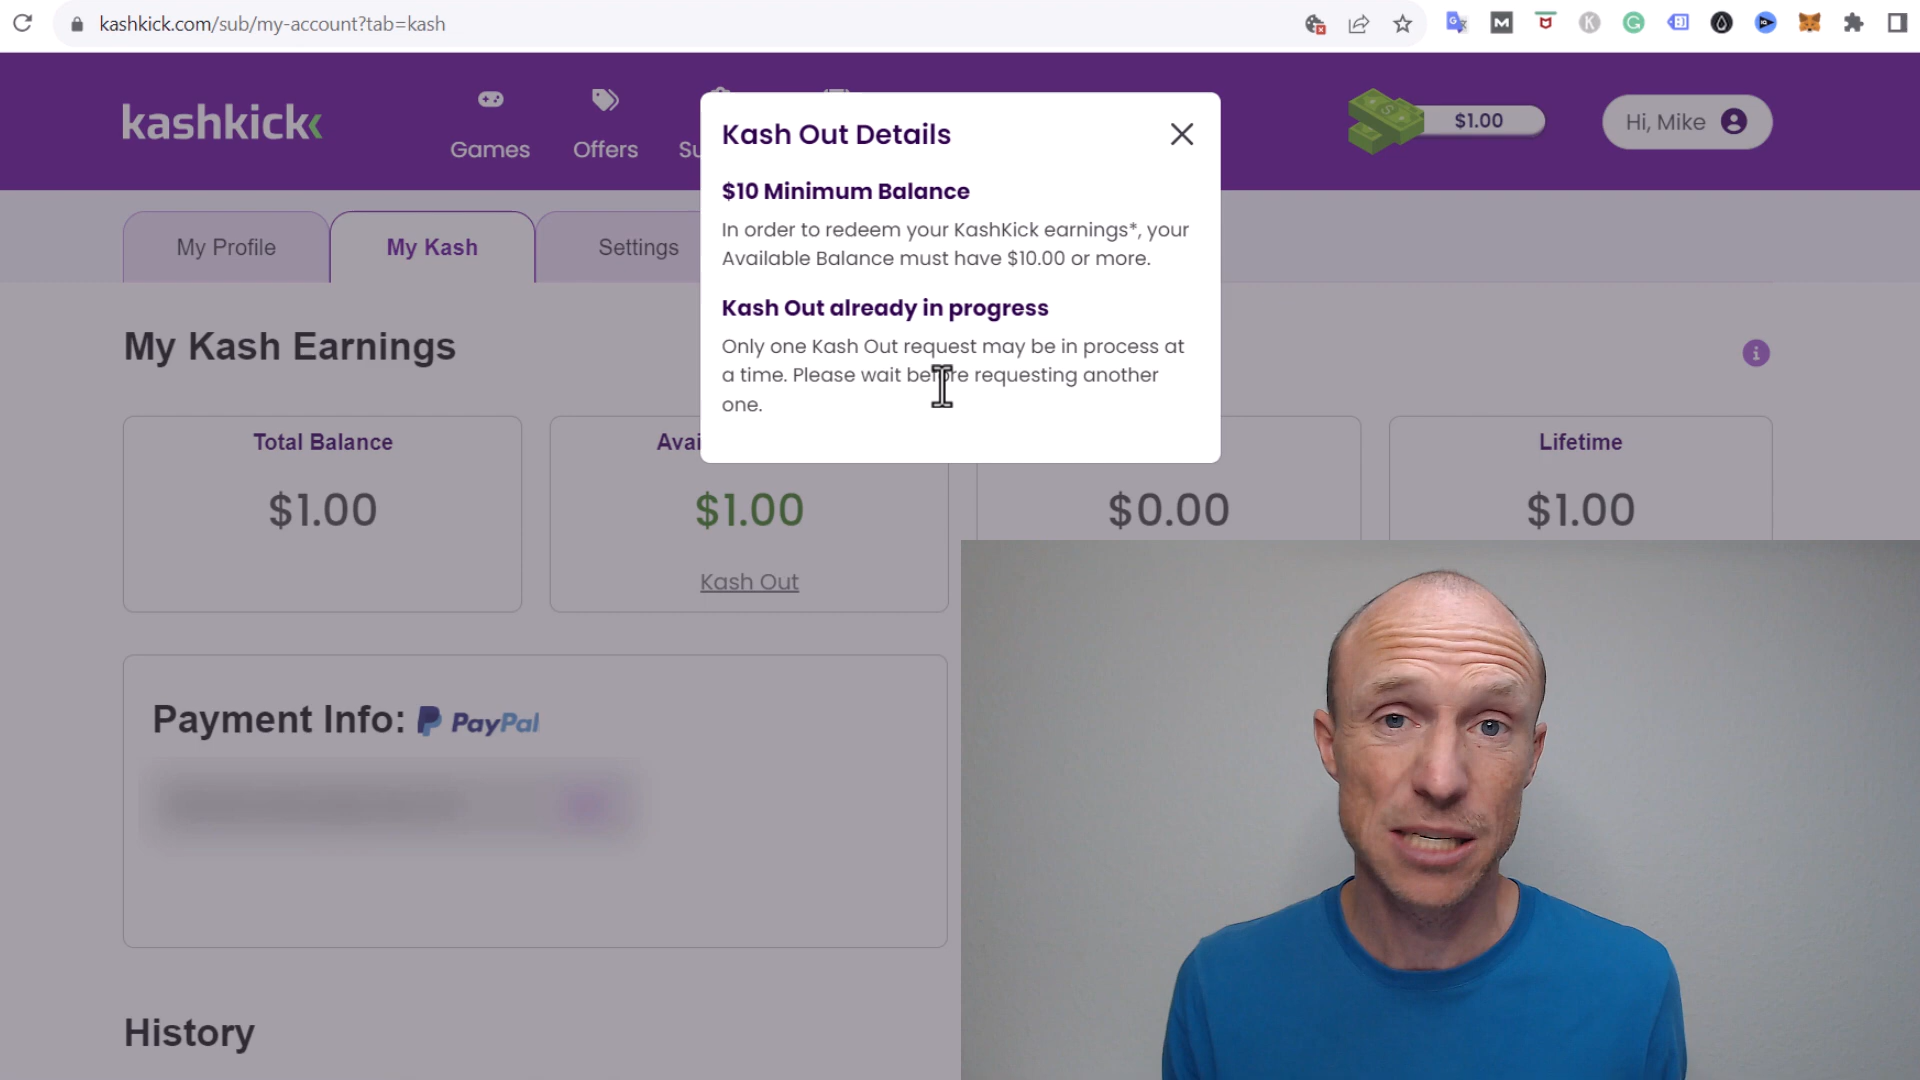 kashkick.com/sub/my-account?tab=kash
kashkick
Games
Offers
Su
$1.00
Hi, Mike
Kash Out Details
$10 Minimum Balance
In order to redeem your KashKick earnings*, your
Available Balance must have $10.00 or more.
Kash Out already in progress
Only one Kash Out request may be in process at
a time. Please wait before requesting another
one.
My Profile
My Kash
Settings
My Kash Earnings
Total Balance
$1.00
Avai
$1.00
Kash Out
$0.00
Lifetime
$1.00
Payment Info: PayPal
History